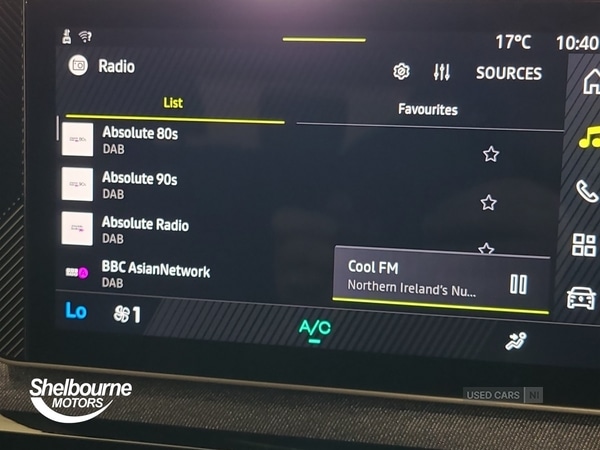 17°C 10:40
Radio
SOURCES
List
Favourites
Absolute 80s
DAB
Absolute 90s
DAB
Absolute Radio
DAB
BBC AsianNetwork
DAB
Cool FM
Northern Ireland's Nu...
Lo
1
A/C
Shelbourne
MOTORS
USED CARS NI